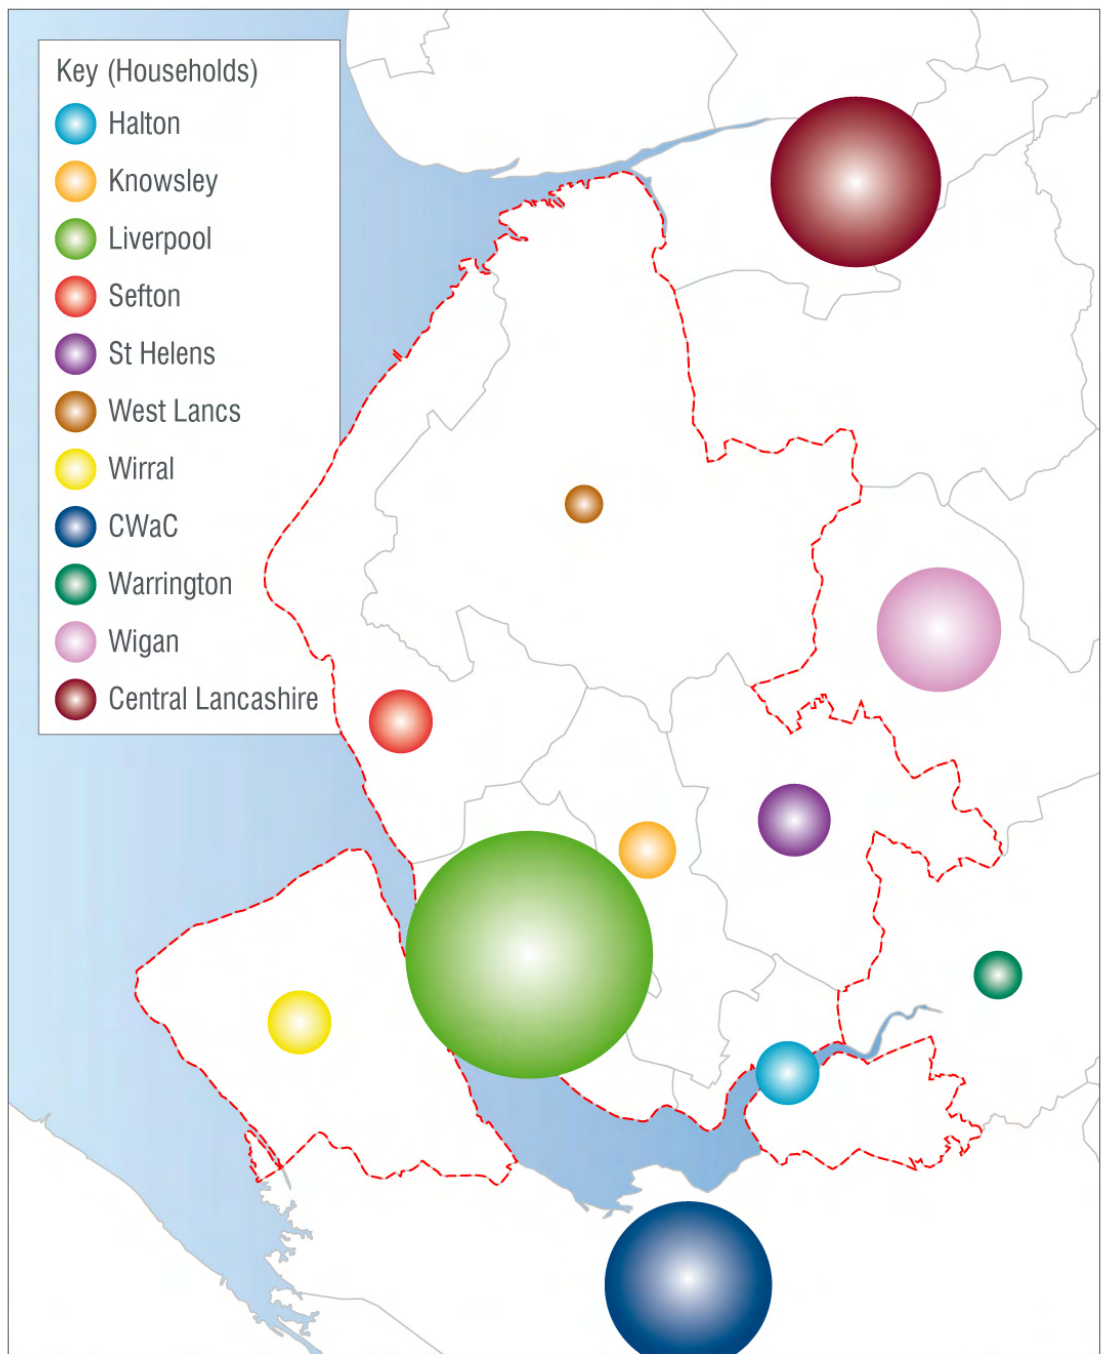 Key (Households)
Halton
Knowsley
Liverpool
Sefton
St Helens
West Lancs
Wirral
CWaC
Warrington
Wigan
Central Lancashire